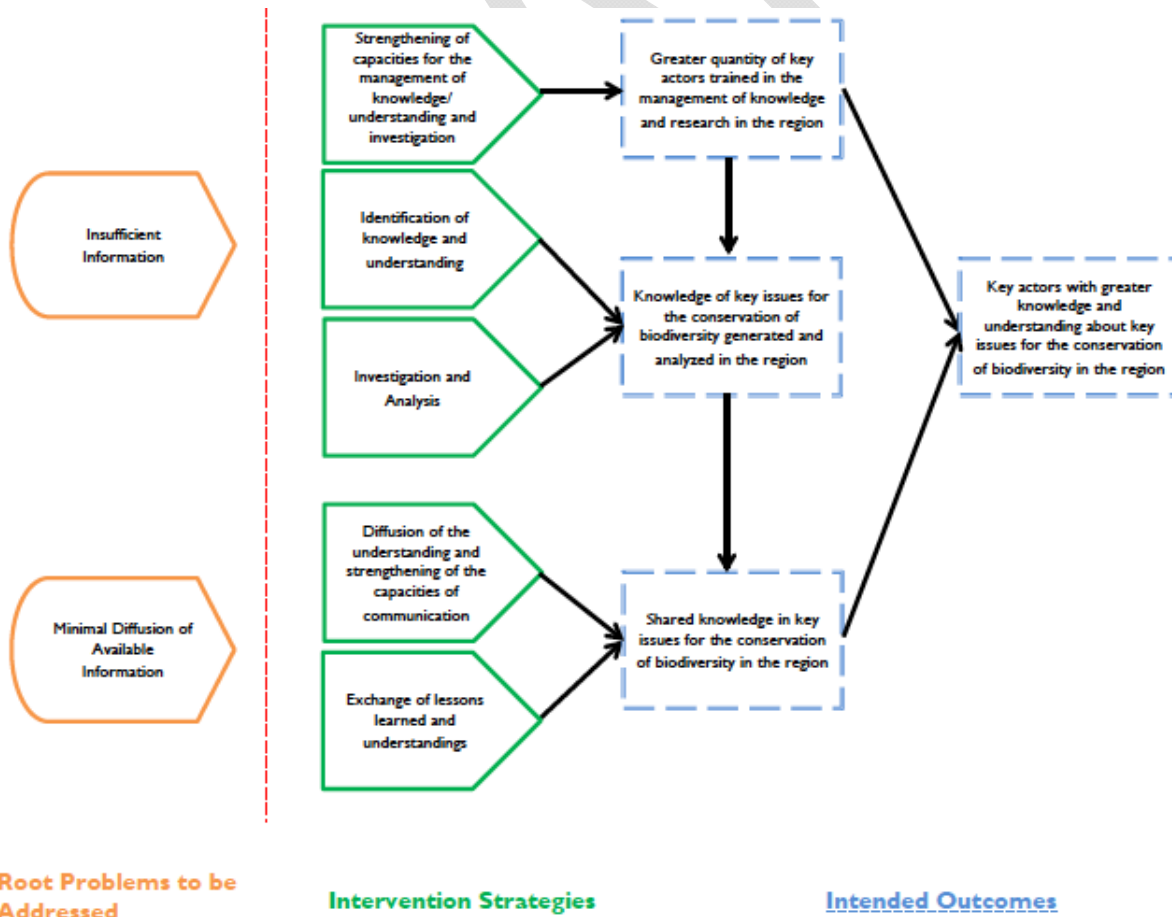 Strengthening of
capacities for the
management of
knowledge/
understanding and
investigation
Greater quantity of key
actors trained in the
management of knowledge
and research in the region
Insufficient
Information
Identification of
knowledge and
understanding
Knowledge of key issues for
the conservation of
biodiversity generated and
analyzed in the region
Key actors with greater
knowledge and
understanding about key
issues for the conservation
of biodiversity in the region
Investigation and
Analysis
Diffusion of the
understanding and
strengthening of the
capacities of
communication
Minimal Diffusion of
Available
Information
Shared knowledge in key
issues for the conservation
of biodiversity in the region
Exchange of lessons
learned and
understandings
Root Problems to be
Addressed
Intervention Strategies
Intended Outcomes